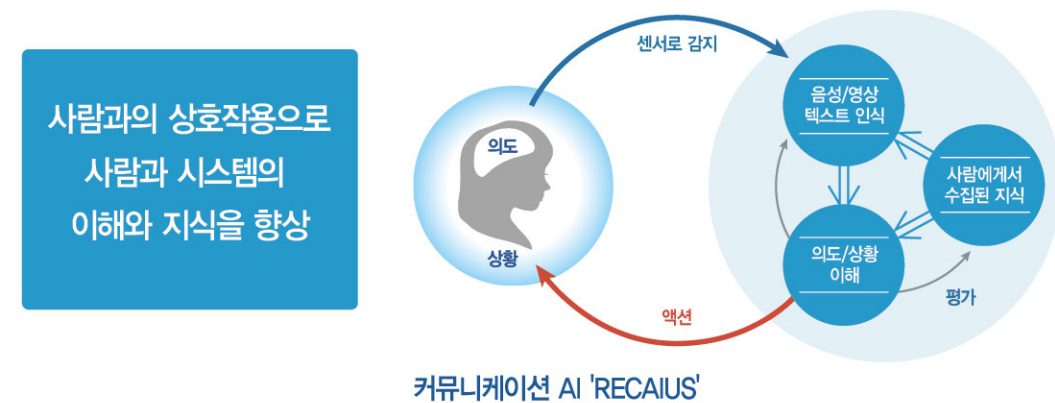 사람과의 상호작용으로
사람과 시스템의
이해와 지식을 향상
센서로 감지
의도
상황
음성/영상
텍스트 인식
사람에게서
수집된 지식
의도/상황
이해
평가
액션
커뮤니케이션 AI 'RECAIUS'